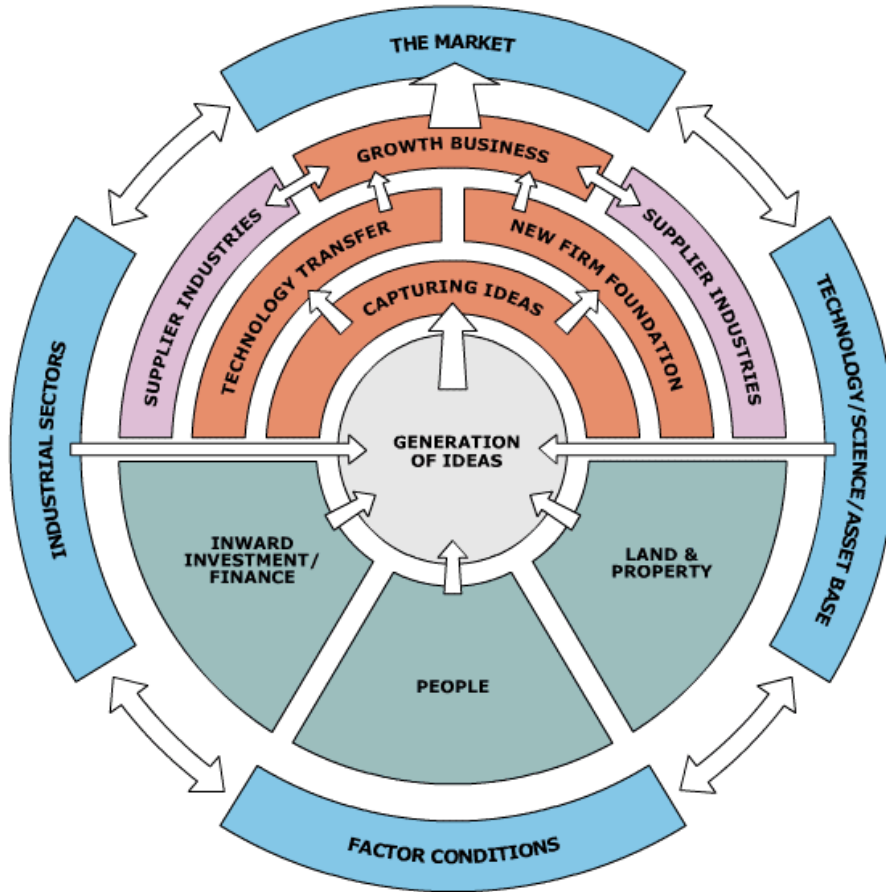 THE MARKET
GROWTH BUSINESS
SUPPLIER INDUSTRIES
TECHNOLOGY TRANSFER
NEW FIRM FOUNDATION
SUPPLIER INDUSTRIES
CAPTURING IDEAS
INDUSTRIAL SECTORS
TECHNOLOGY/SCIENCE/ASSET BASE
GENERATION
OF IDEAS
INWARD
INVESTMENT/
FINANCE
LAND &
PROPERTY
PEOPLE
FACTOR CONDITIONS